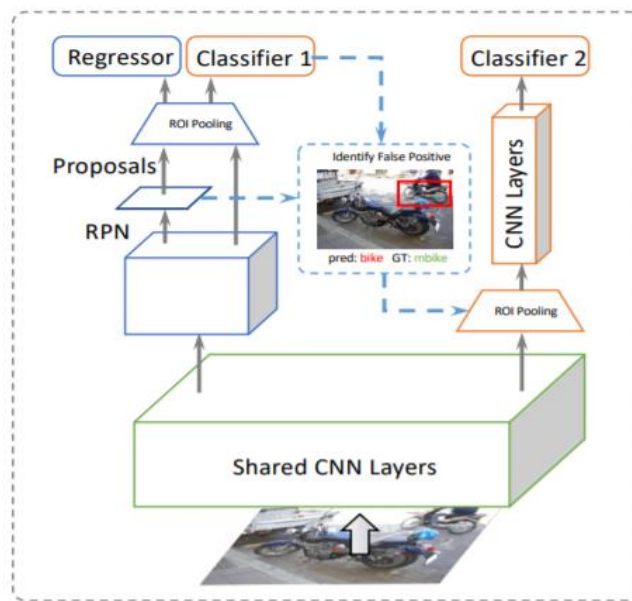 Regressor
Classifier 1
Classifier 2
ROI Pooling
Proposals
RPN
Identify False Positive
pred: bike GT: mbike
CNN Layers
ROI Pooling
Shared CNN Layers